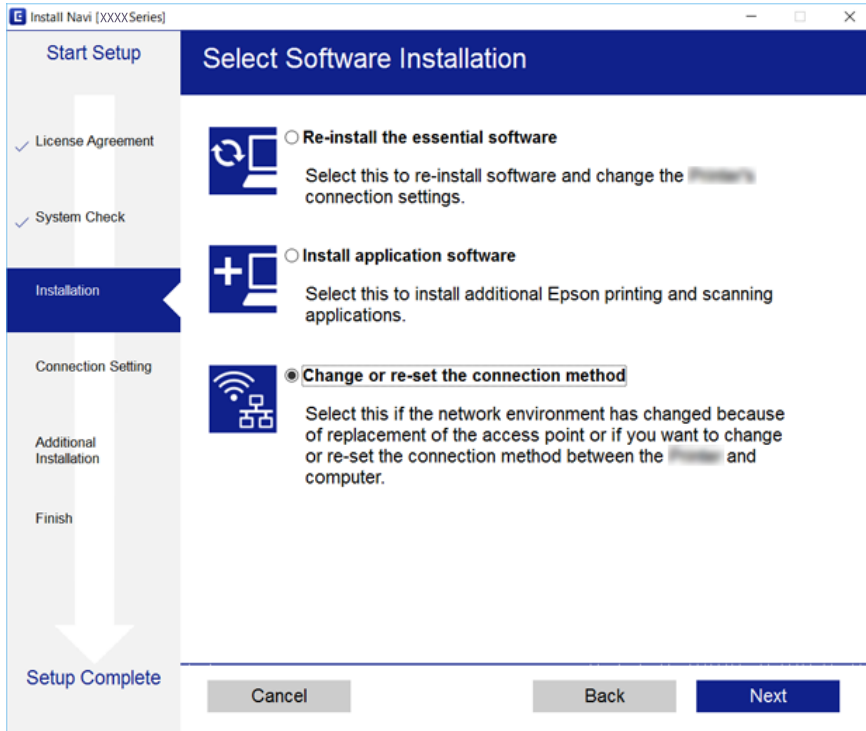 Install Navi [XXXXSeries]
Start Setup
Select Software Installation
License Agreement
System Check
Installation
Connection Setting
Additional
Installation
Finish
Setup Complete
Re-install the essential software
Select this to re-install software and change the
connection settings.
Install application software
Select this to install additional Epson printing and scanning
applications.
Change or re-set the connection method
Select this if the network environment has changed because
of replacement of the access point or if you want to change
or re-set the connection method between the and
computer.
Cancel
Back
Next